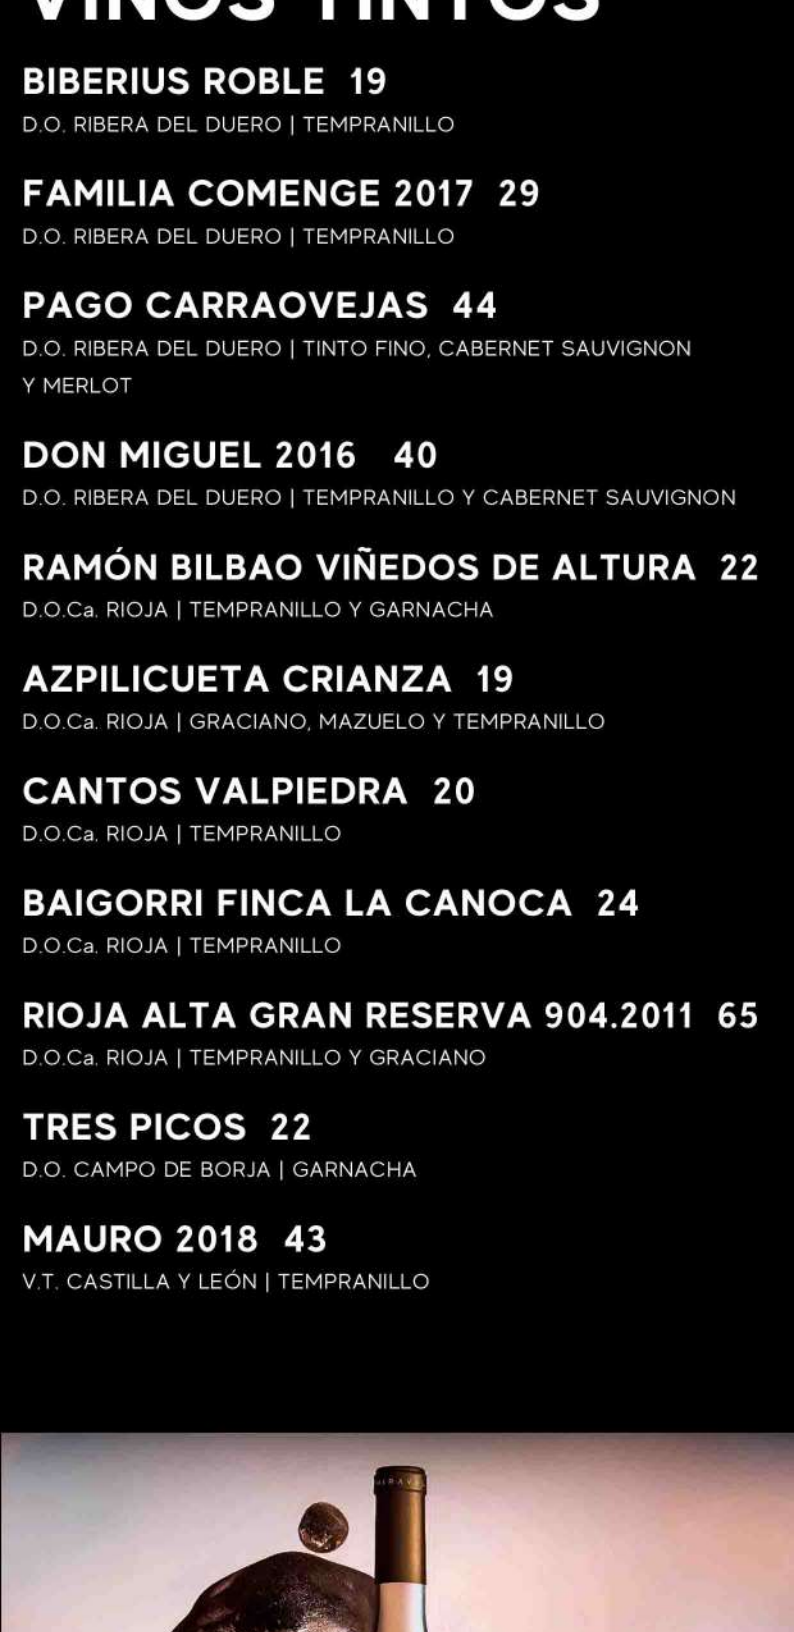 VINOS TINTOS
BIBERIUS ROBLE 19
D.O. RIBERA DEL DUERO | TEMPRANILLO
FAMILIA COMENGE 2017 29
D.O. RIBERA DEL DUERO | TEMPRANILLO
PAGO CARRAOVEJAS 44
D.O. RIBERA DEL DUERO | TINTO FINO, CABERNET SAUVIGNON
Y MERLOT
DON MIGUEL 2016 40
D.O. RIBERA DEL DUERO | TEMPRANILLO Y CABERNET SAUVIGNON
RAMÓN BILBAO VIÑEDOS DE ALTURA 22
D.O.Ca. RIOJA | TEMPRANILLO Y GARNACHA
AZPILICUETA CRIANZA 19
D.O.Ca. RIOJA | GRACIANO, MAZUELO Y TEMPRANILLO
CANTOS VALPIEDRA 20
D.O.Ca. RIOJA | TEMPRANILLO
BAIGORRI FINCA LA CANOCA 24
D.O.Ca. RIOJA | TEMPRANILLO
RIOJA ALTA GRAN RESERVA 904.2011 65
D.O.Ca. RIOJA | TEMPRANILLO Y GRACIANO
TRES PICOS 22
D.O. CAMPO DE BORJA | GARNACHA
MAURO 2018 43
V.T. CASTILLA Y LEÓN | TEMPRANILLO